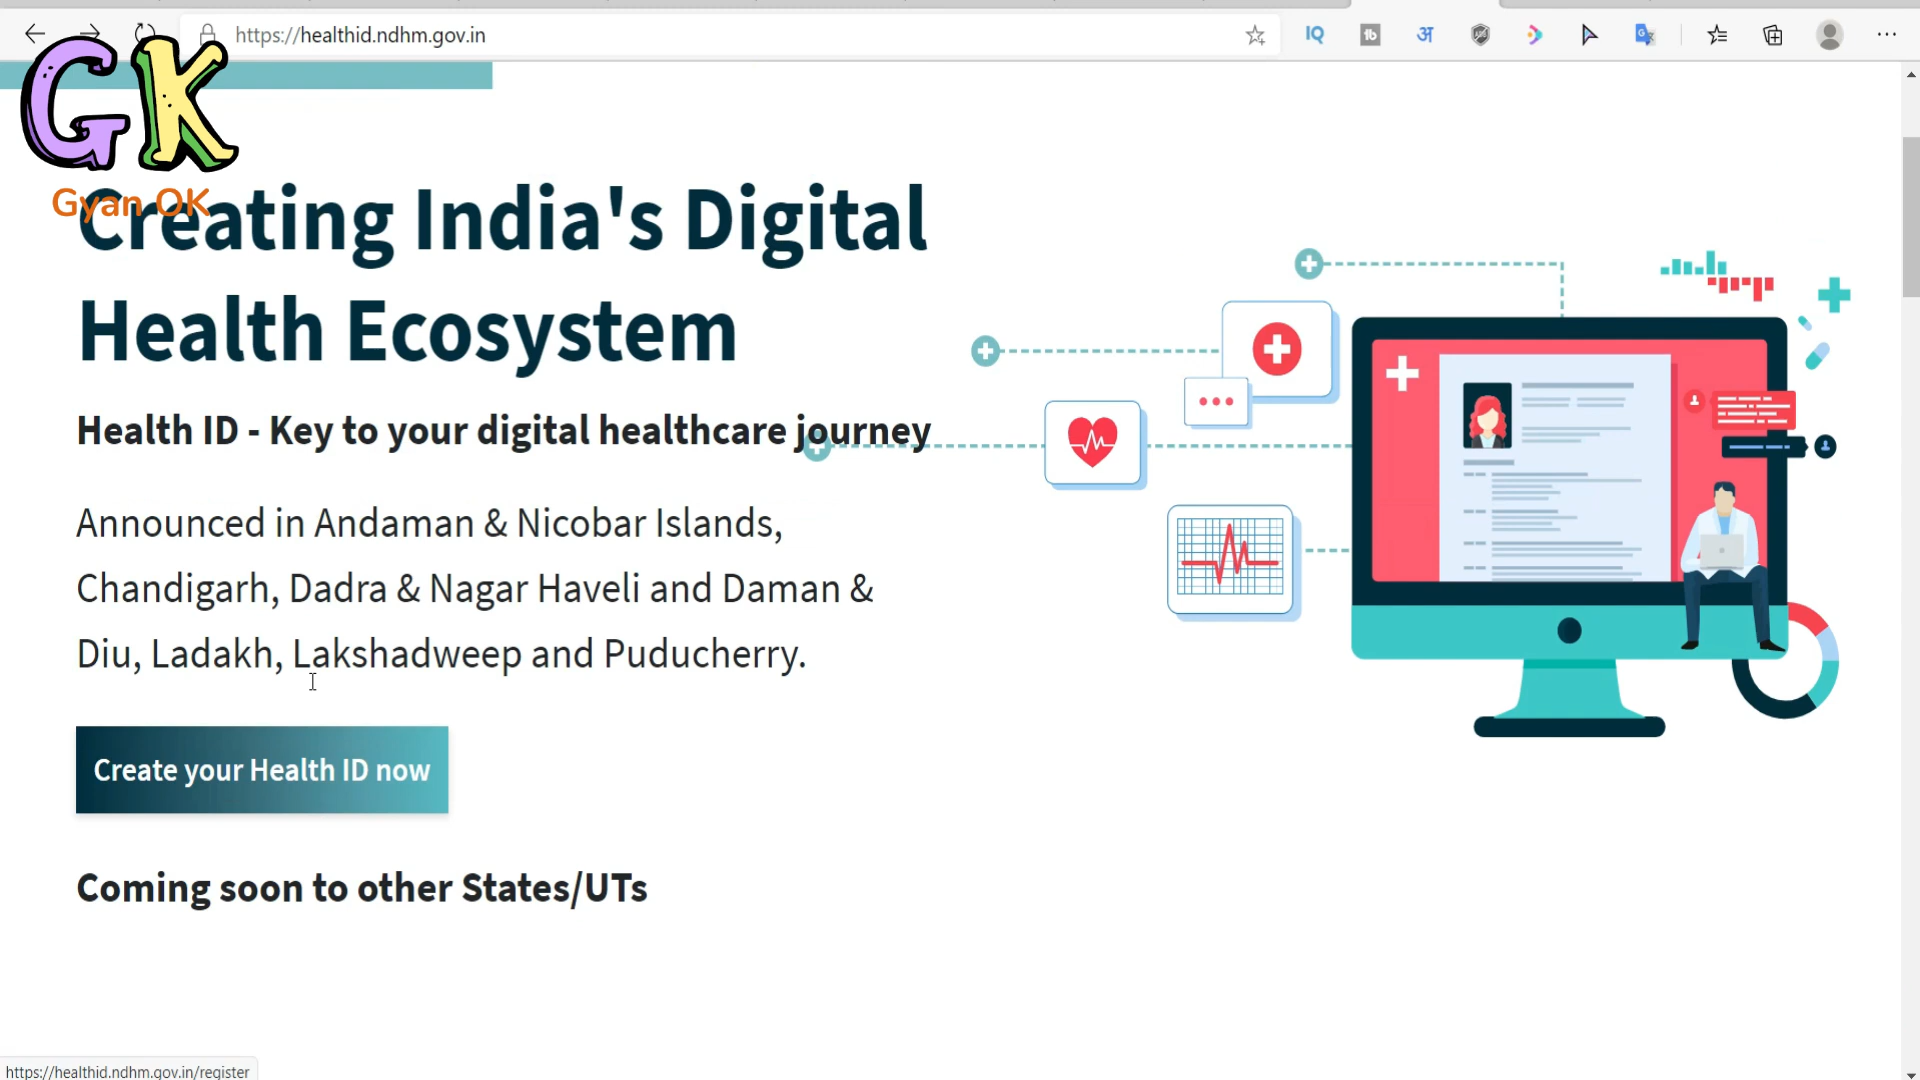 https://healthid.ndhm.gov.in
IQ
tb
अ
GK
Gyan OK
Creating India's Digital
Health Ecosystem
Health ID - Key to your digital healthcare journey
Announced in Andaman & Nicobar Islands,
Chandigarh, Dadra & Nagar Haveli and Daman &
Diu, Ladakh, Lakshadweep and Puducherry.
Create your Health ID now
Coming soon to other States/UTs
https://healthid.ndhm.gov.in/register